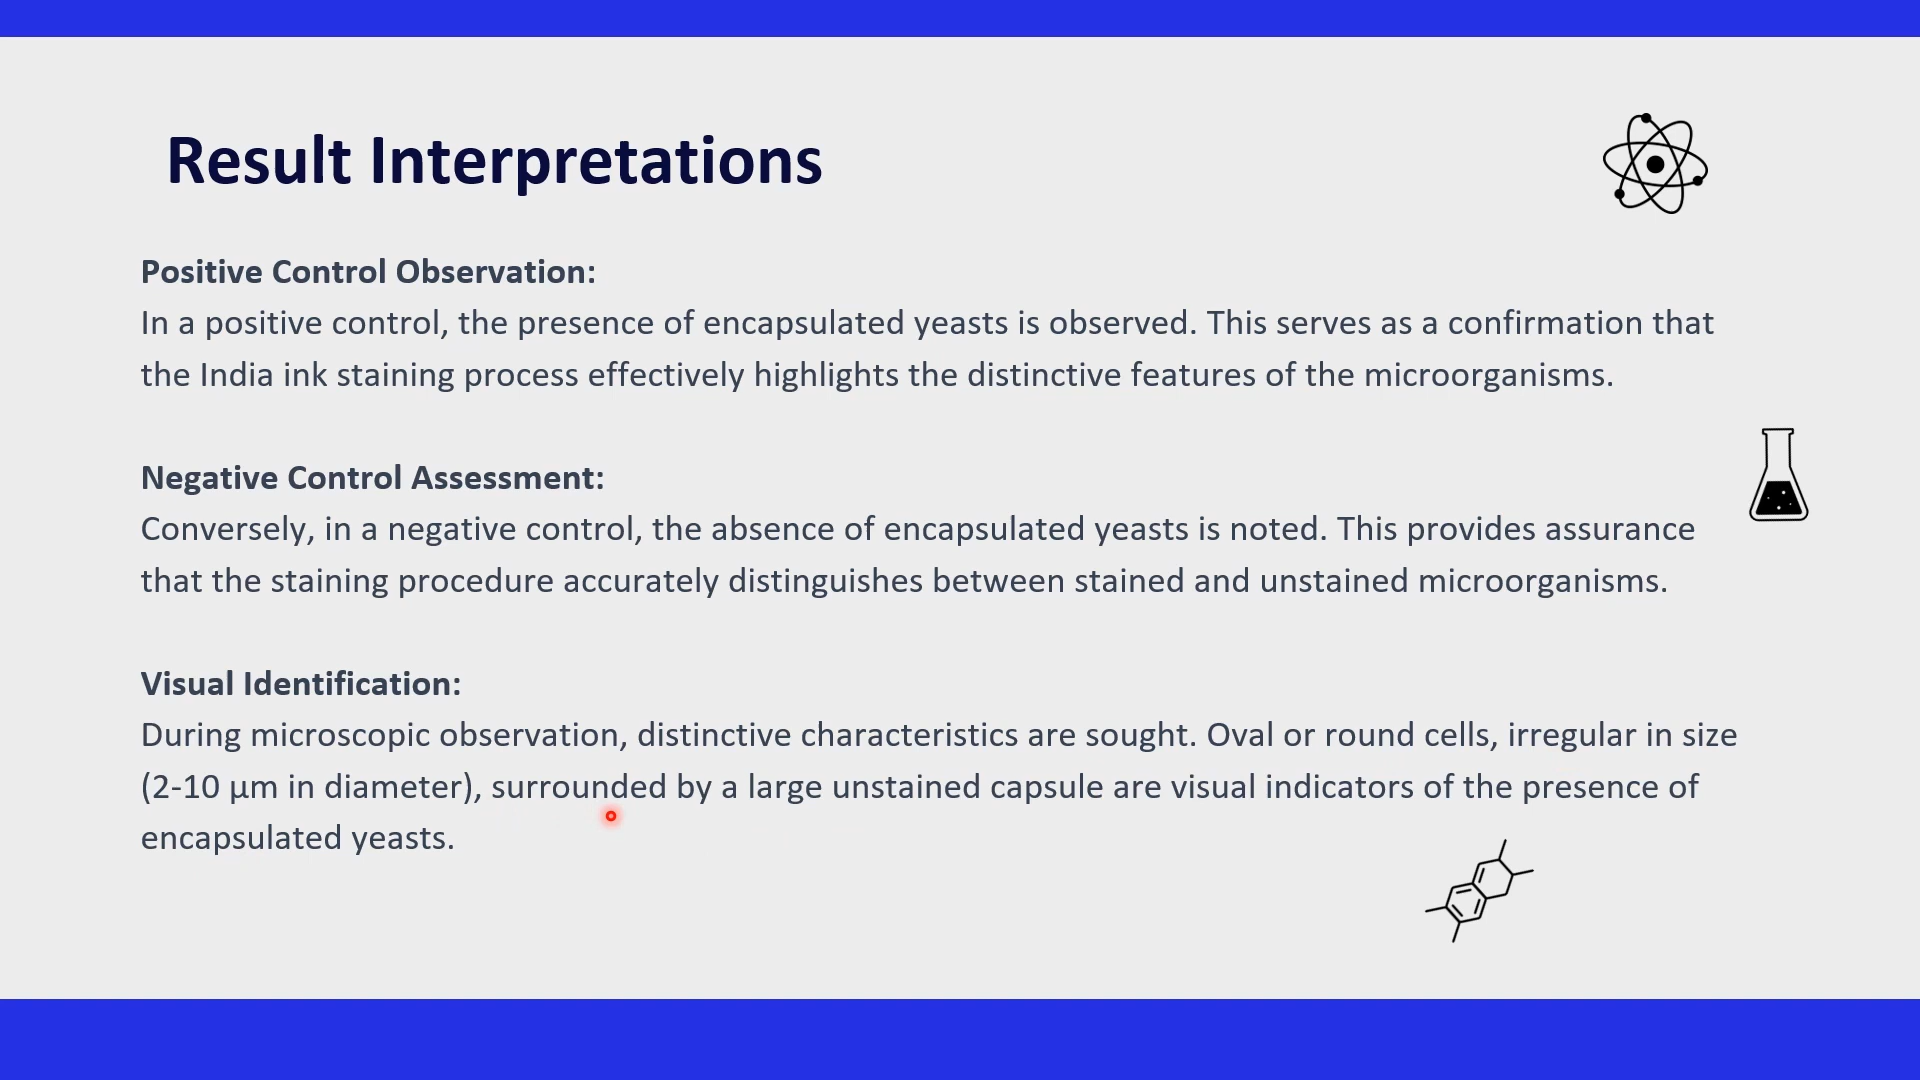 Result Interpretations
Positive Control Observation:
In a positive control, the presence of encapsulated yeasts is observed. This serves as a confirmation that
the India ink staining process effectively highlights the distinctive features of the microorganisms.
Negative Control Assessment:
Conversely, in a negative control, the absence of encapsulated yeasts is noted. This provides assurance
that the staining procedure accurately distinguishes between stained and unstained microorganisms.
Visual Identification:
During microscopic observation, distinctive characteristics are sought. Oval or round cells, irregular in size
(2-10 μm in diameter), surrounded by a large unstained capsule are visual indicators of the presence of
encapsulated yeasts.